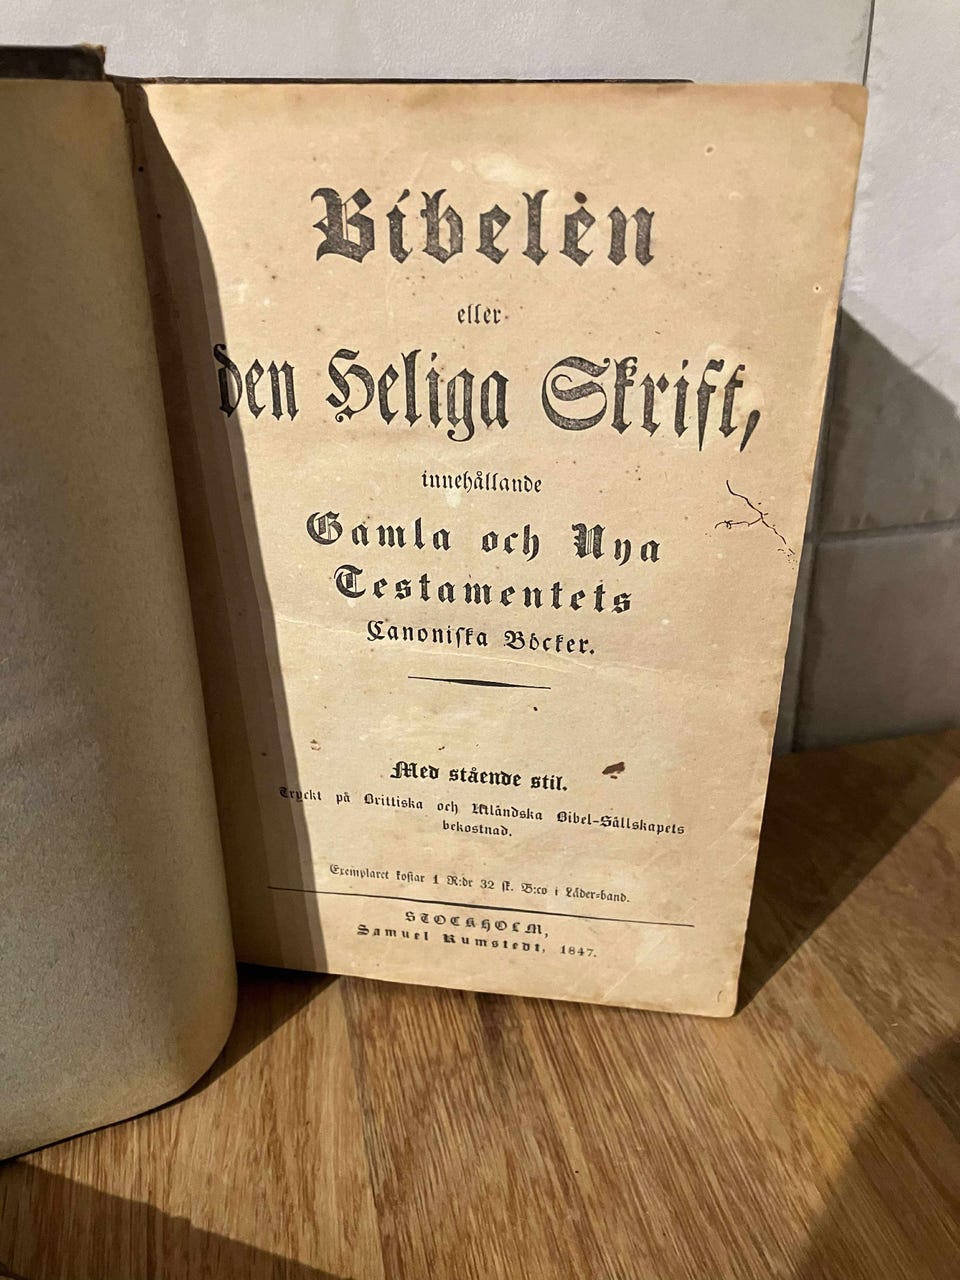 Bibelen
eller
den Heliga Skrift,
innehållande
Gamla och Nya
Testamentets
Canoniska Böcker.
Med stående stil.
Tryckt på Brittiska och Utländska Bibel-Sällskapets
bekostnad.
Exemplaret kostar 1 R:dr 32 sk. B:co i Läder-band.
STOCKHOLM,
Samuel Rumstedt, 1847.